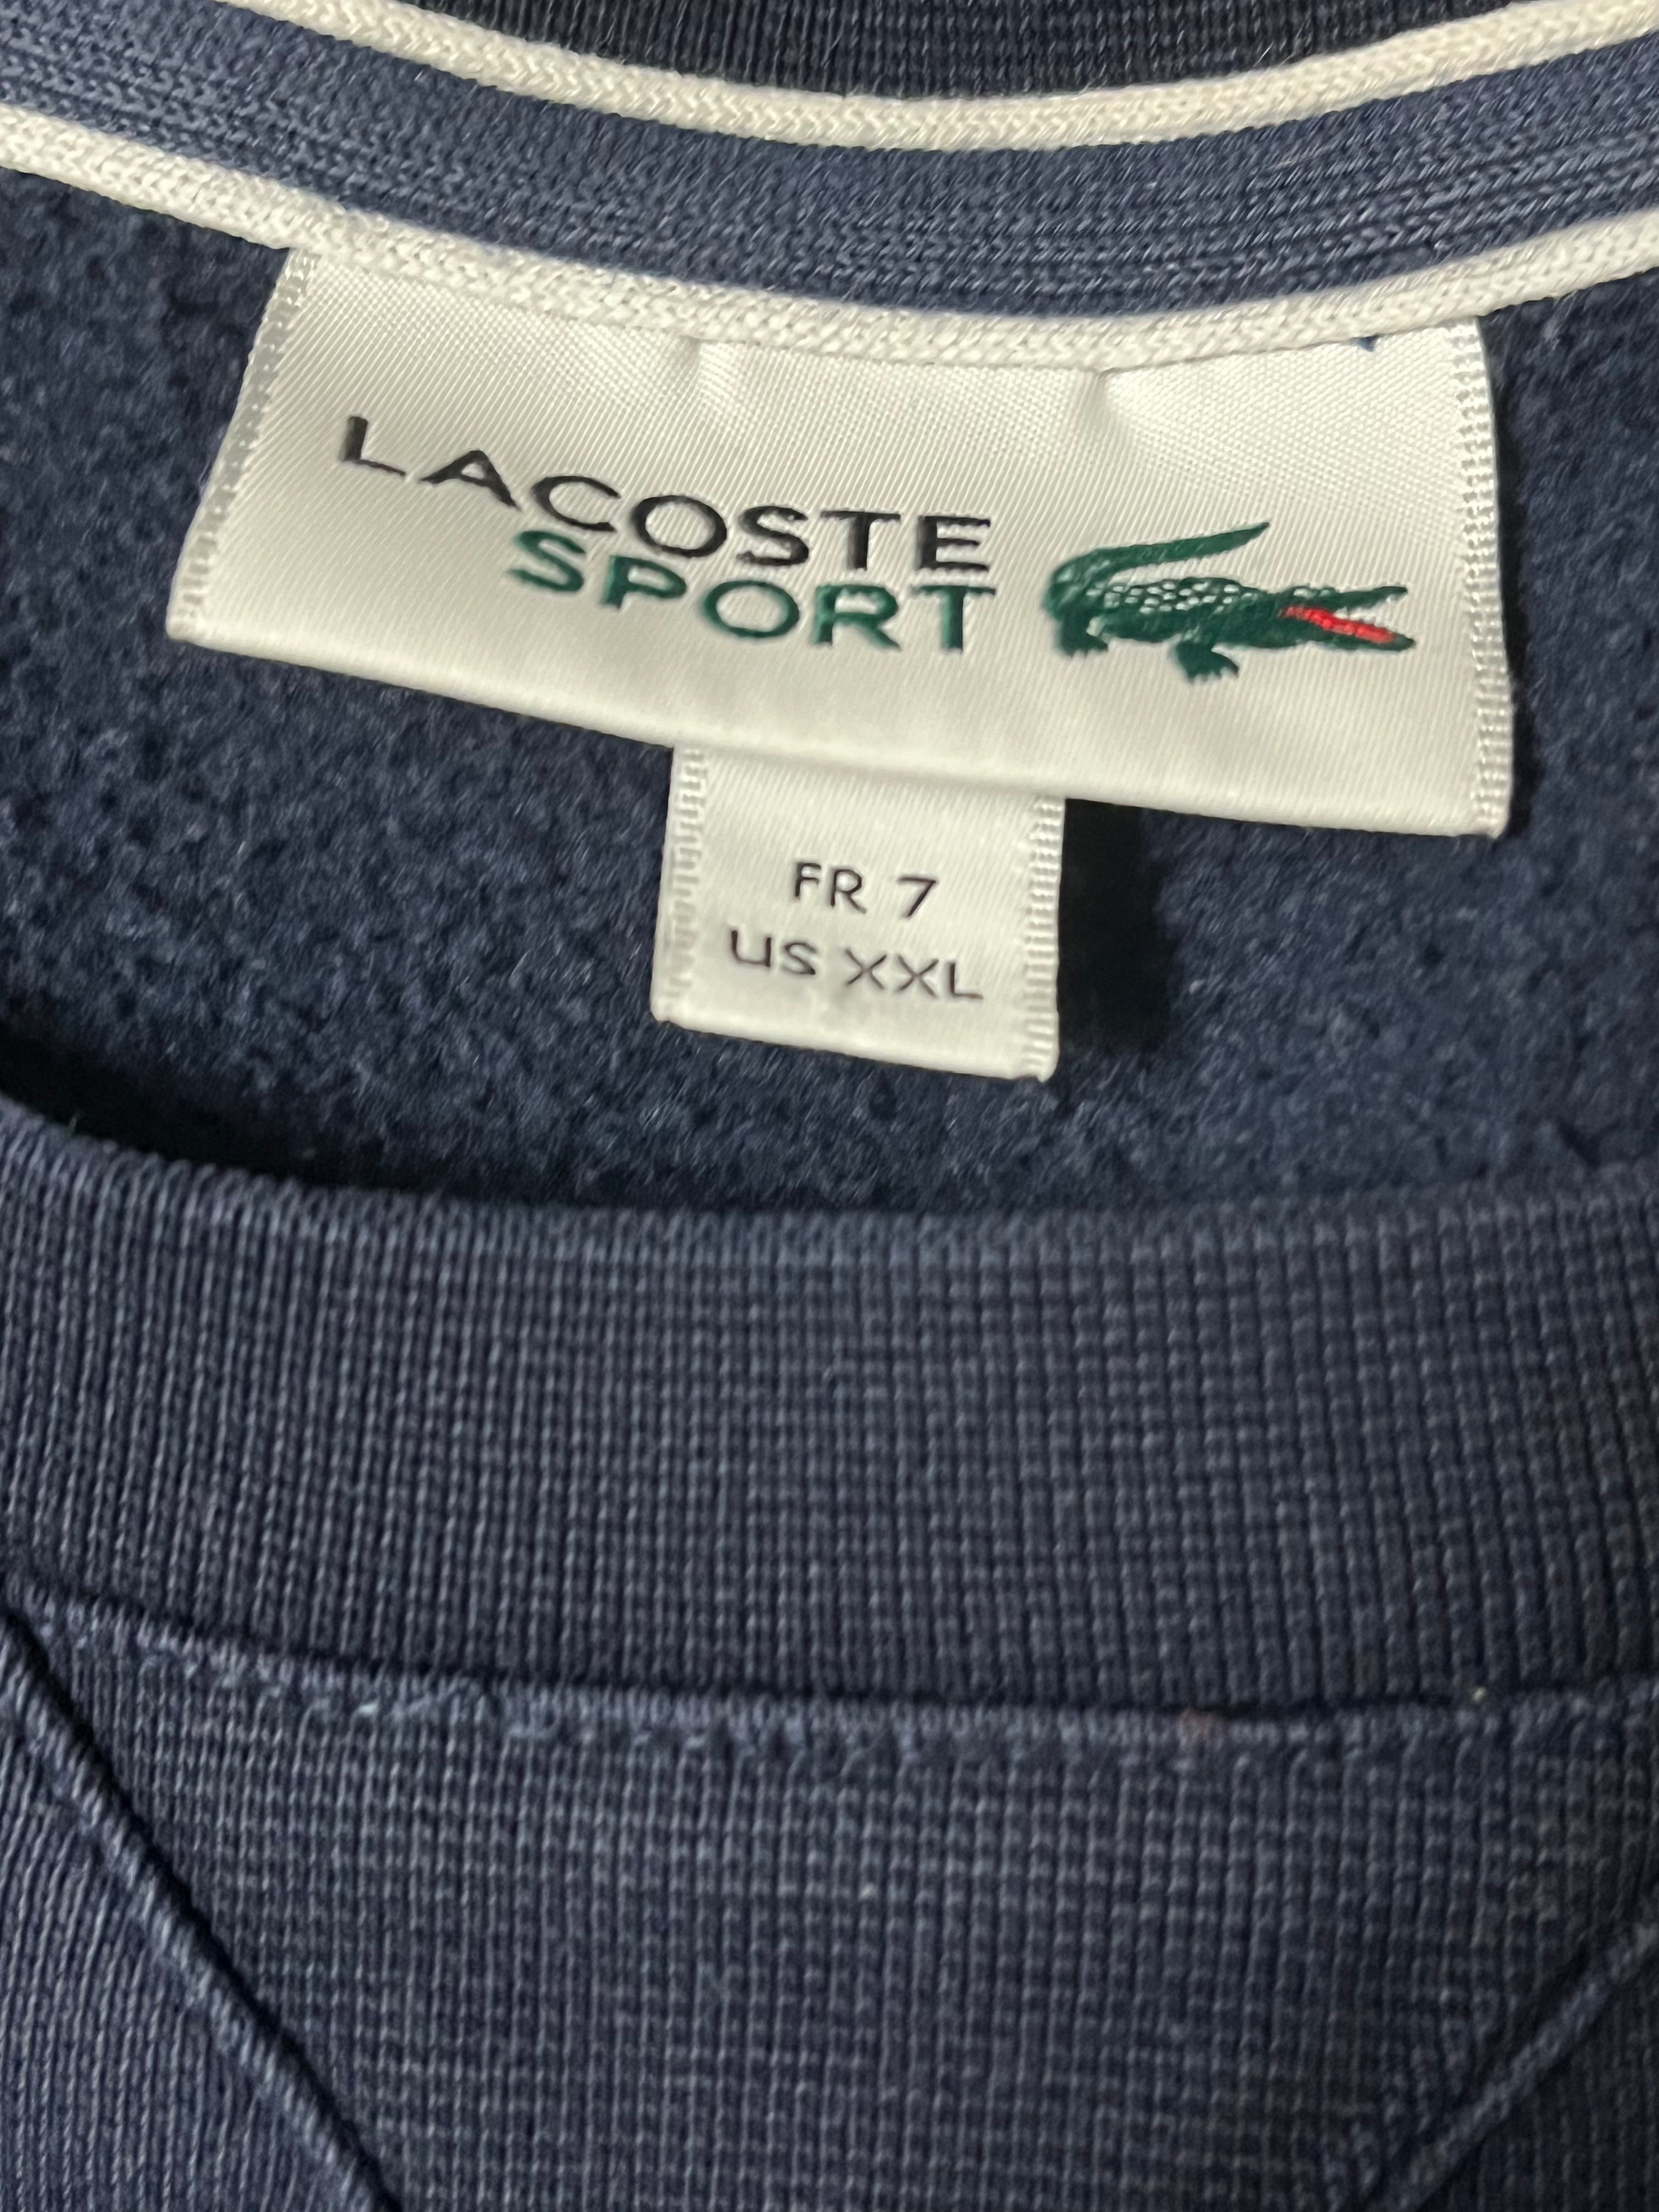 LACOSTE
SPORT
FR 7
US XXL